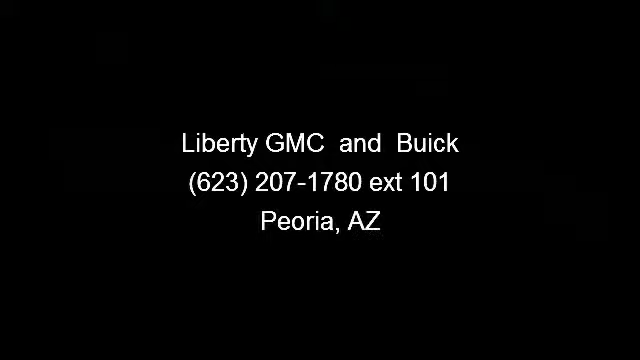 Liberty GMC  and  Buick
(623) 207-1780 ext 101
Peoria, AZ